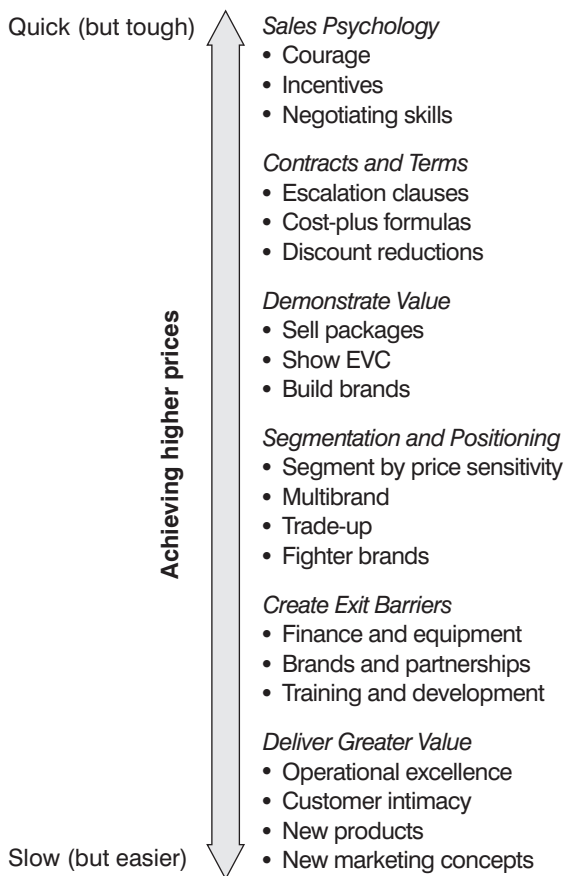 Quick (but tough)
Sales Psychology
• Courage
• Incentives
• Negotiating skills
Contracts and Terms
• Escalation clauses
• Cost-plus formulas
• Discount reductions
Demonstrate Value
• Sell packages
• Show EVC
• Build brands
Achieving higher prices
Segmentation and Positioning
• Segment by price sensitivity
• Multibrand
• Trade-up
• Fighter brands
Create Exit Barriers
• Finance and equipment
• Brands and partnerships
• Training and development
Deliver Greater Value
• Operational excellence
• Customer intimacy
• New products
• New marketing concepts
Slow (but easier)